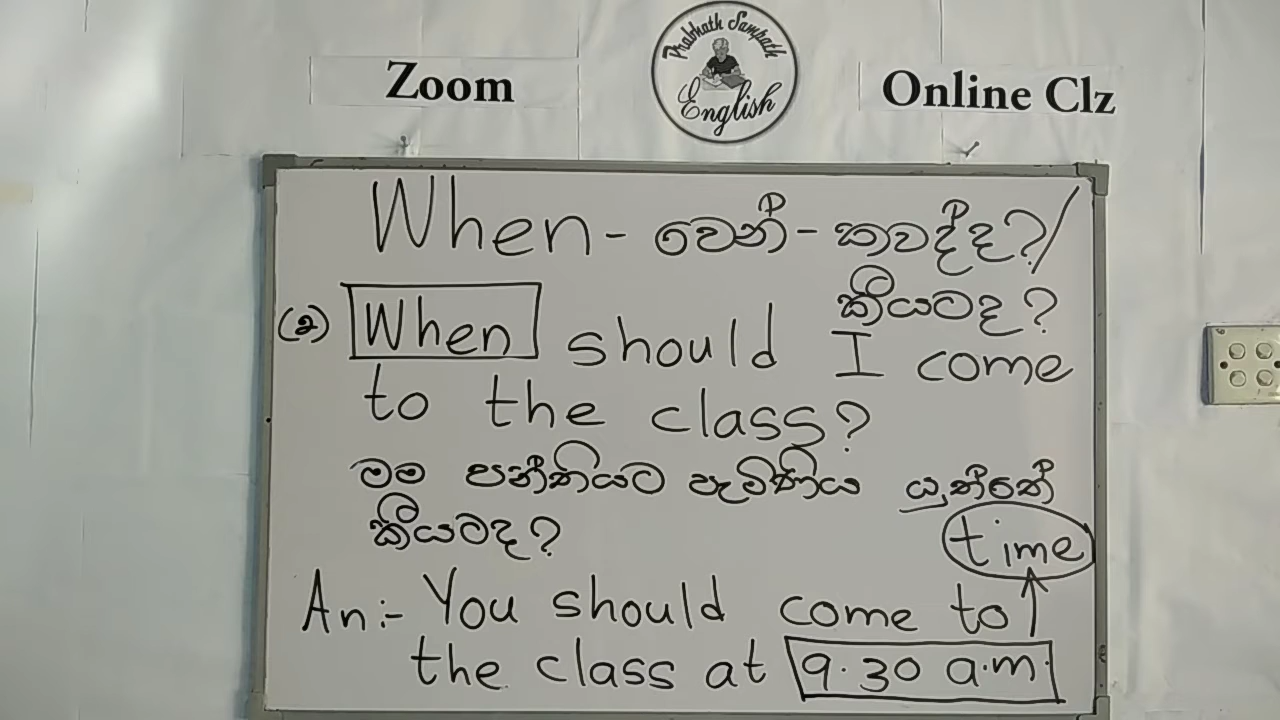 Zoom
Prabhath Sampath
English
Online Clz
When - වෙන් - කවද්ද?/
කීයටද?
(2) When should I come
to the class?
මම පන්තියට පැමිණිය යුත්තේ
කීයටද?
time
An:- You should come to
the class at 9.30 a.m.